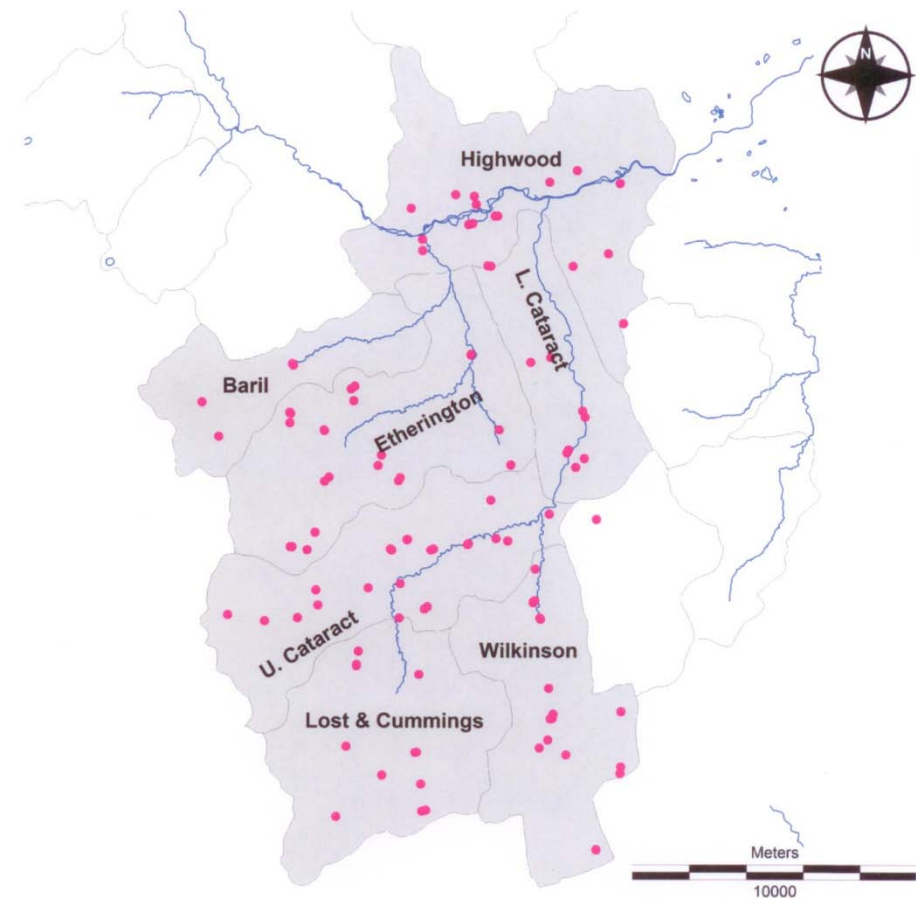 N
Highwood
L. Cataract
Baril
Etherington
U. Cataract
Wilkinson
Lost & Cummings
Meters
10000